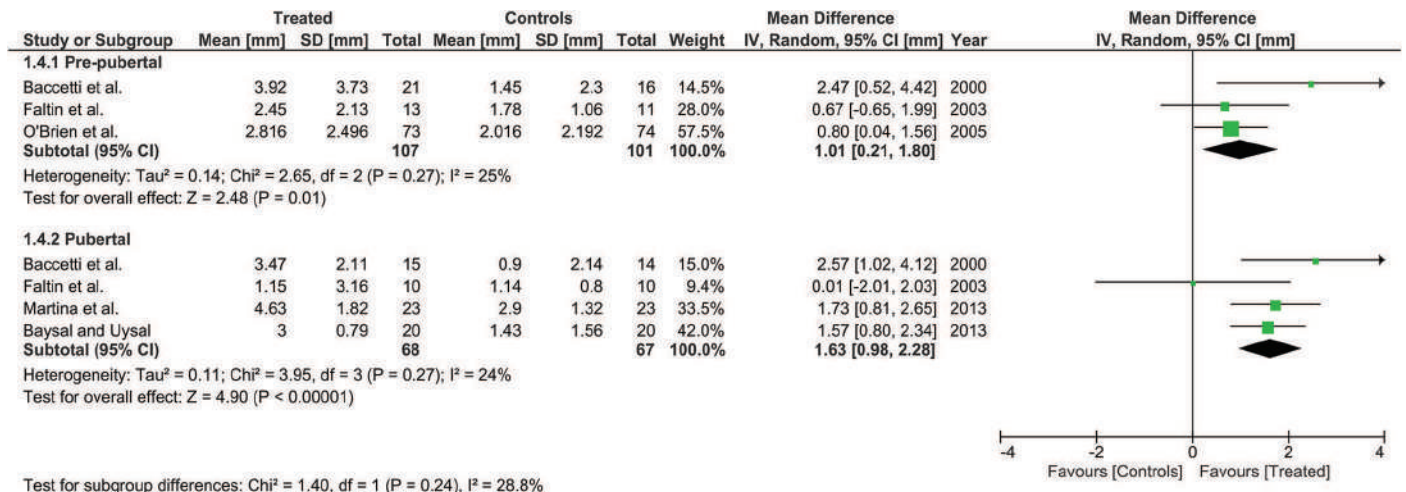 Treated Controls Mean Difference Mean Difference
Study or Subgroup Mean [mm] SD [mm] Total Mean [mm] SD [mm] Total Weight IV, Random, 95% CI [mm] Year IV, Random, 95% CI [mm]
1.4.1 Pre-pubertal
Baccetti et al. 3.92 3.73 21 1.45 2.3 16 14.5% 2.47 [0.52, 4.42] 2000
Faltin et al. 2.45 2.13 13 1.78 1.06 11 28.0% 0.67 [-0.65, 1.99] 2003
O'Brien et al. 2.816 2.496 73 2.016 2.192 74 57.5% 0.80 [0.04, 1.56] 2005
Subtotal (95% CI) 107 101 100.0% 1.01 [0.21, 1.80]
Heterogeneity: Tau² = 0.14; Chi² = 2.65, df = 2 (P = 0.27); I² = 25%
Test for overall effect: Z = 2.48 (P = 0.01)
1.4.2 Pubertal
Baccetti et al. 3.47 2.11 15 0.9 2.14 14 15.0% 2.57 [1.02, 4.12] 2000
Faltin et al. 1.15 3.16 10 1.14 0.8 10 9.4% 0.01 [-2.01, 2.03] 2003
Martina et al. 4.63 1.82 23 2.9 1.32 23 33.5% 1.73 [0.81, 2.65] 2013
Baysal and Uysal 3 0.79 20 1.43 1.56 20 42.0% 1.57 [0.80, 2.34] 2013
Subtotal (95% CI) 68 67 100.0% 1.63 [0.98, 2.28]
Heterogeneity: Tau² = 0.11; Chi² = 3.95, df = 3 (P = 0.27); I² = 24%
Test for overall effect: Z = 4.90 (P < 0.00001)
-4 -2 0 2 4
Favours [Controls] Favours [Treated]
Test for subgroup differences: Chi² = 1.40, df = 1 (P = 0.24), I² = 28.8%